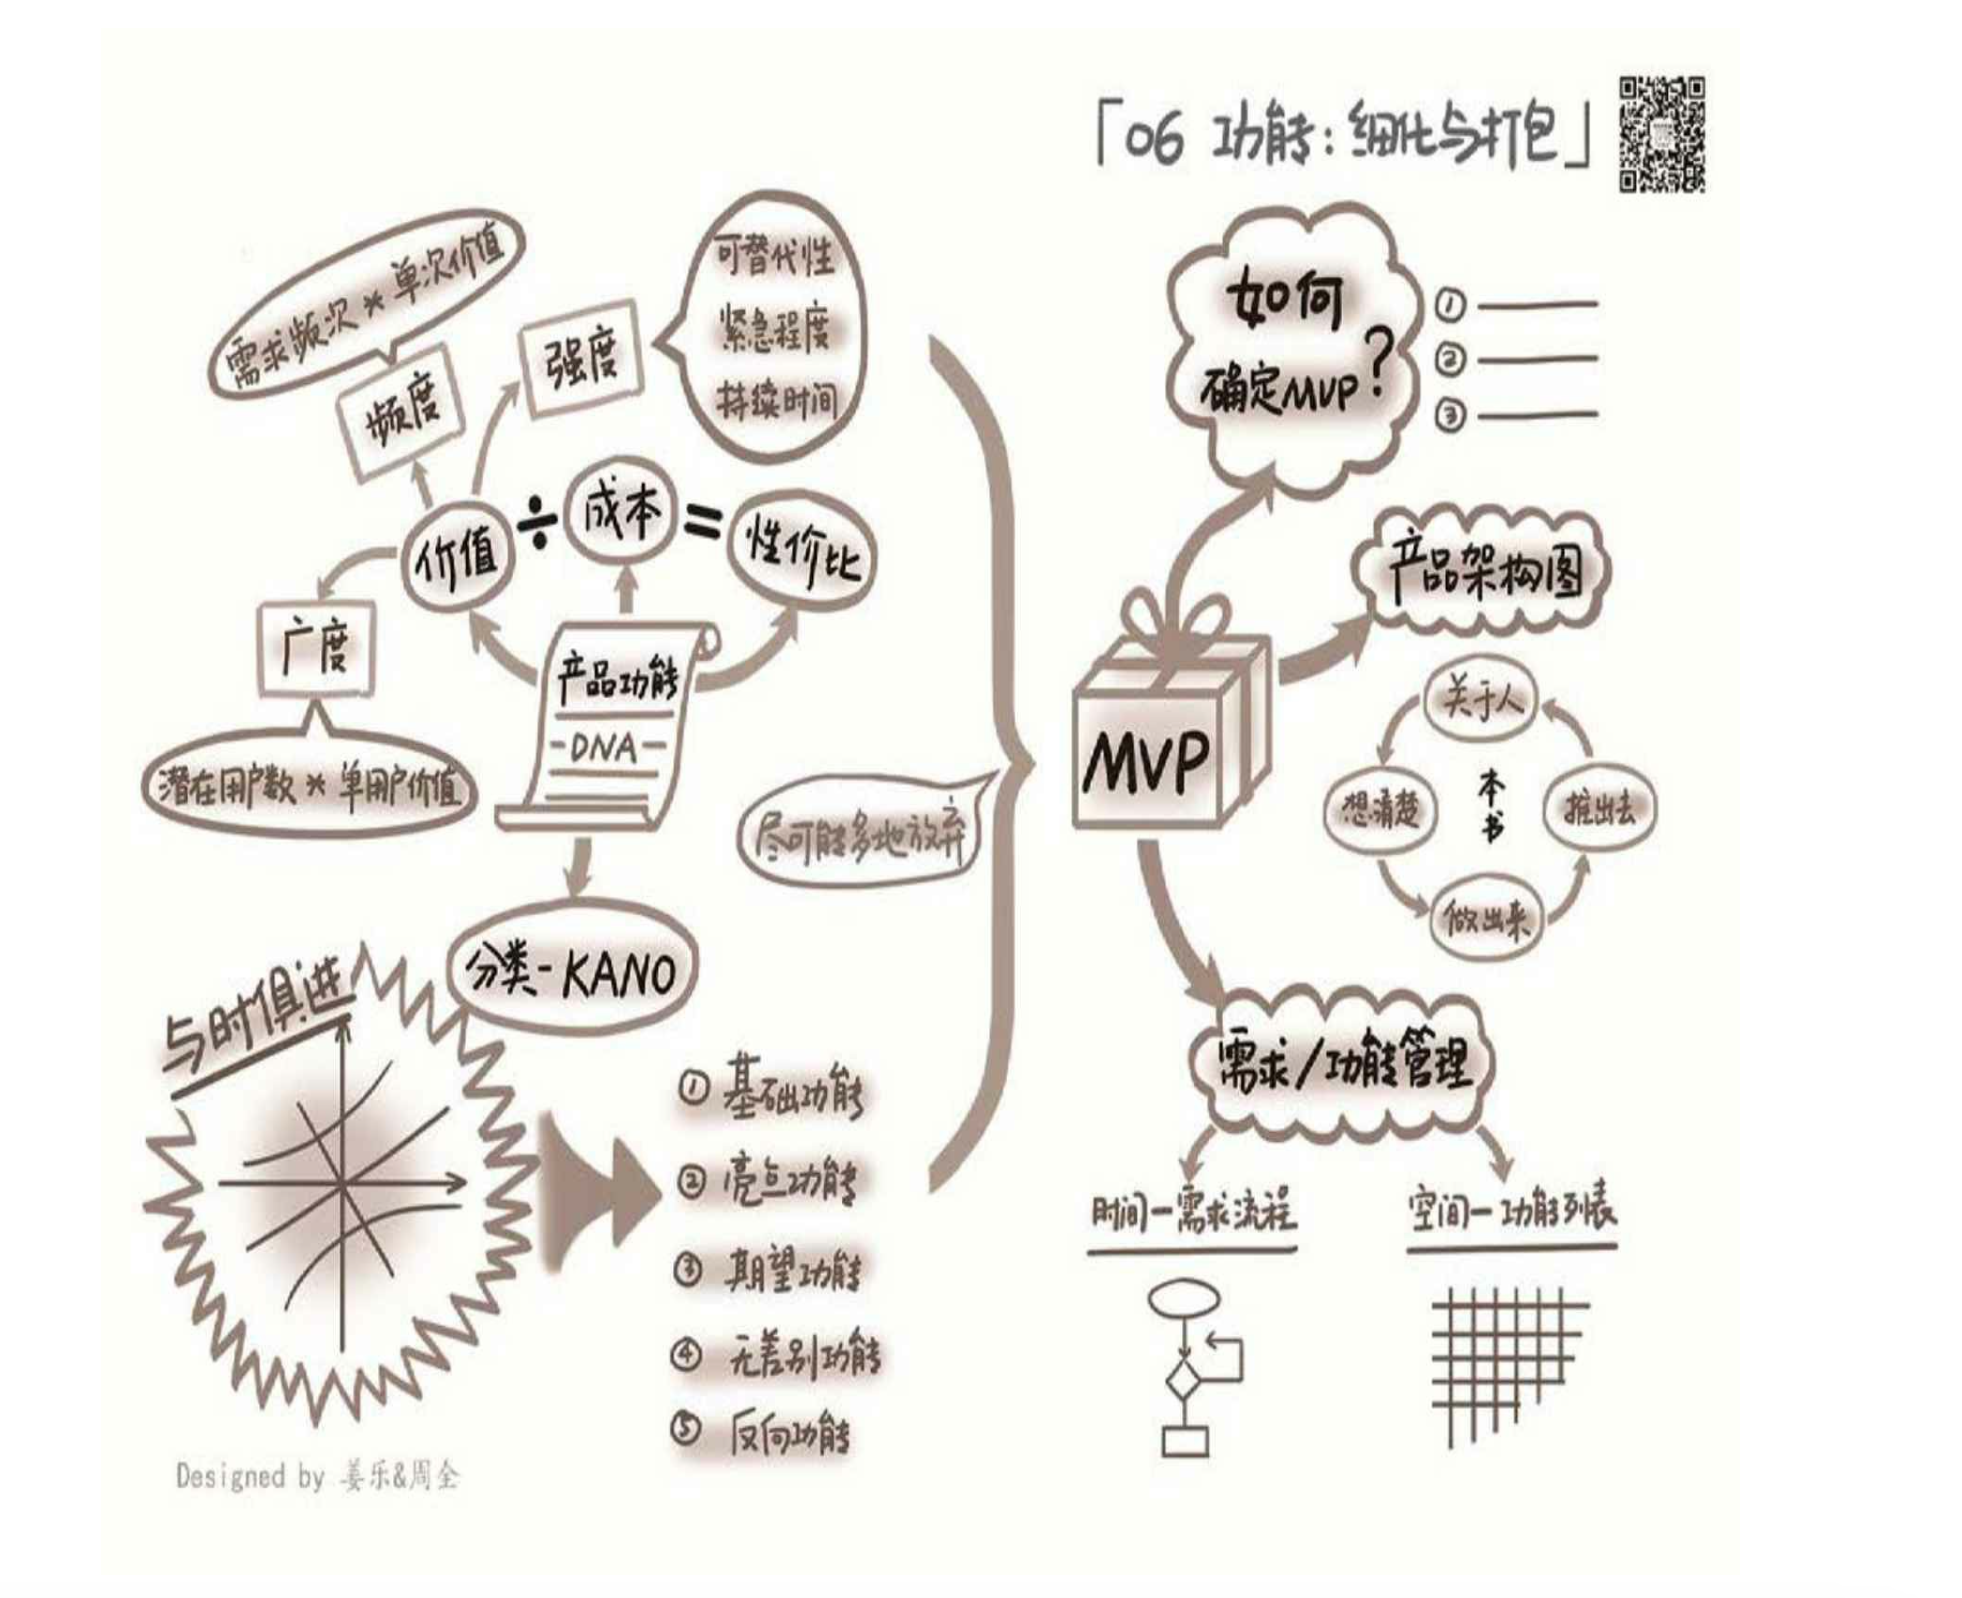 「06 功能：细化与打包」
需求频次 * 单次价值
频度
强度
可替代性
紧急程度
持续时间
价值 ÷ 成本 = 性价比
广度
潜在用户数 * 单用户价值
产品功能
-DNA-
尽可能多地放弃
分类-KANO
与时俱进
① 基础功能
② 亮点功能
③ 期望功能
④ 无差别功能
⑤ 反向功能
Designed by 姜乐&周全
如何
确定MVP?
①
②
③
产品架构图
MVP
关于人
想清楚
本书
推出去
做出来
需求/功能管理
时间-需求流程
空间-功能列表